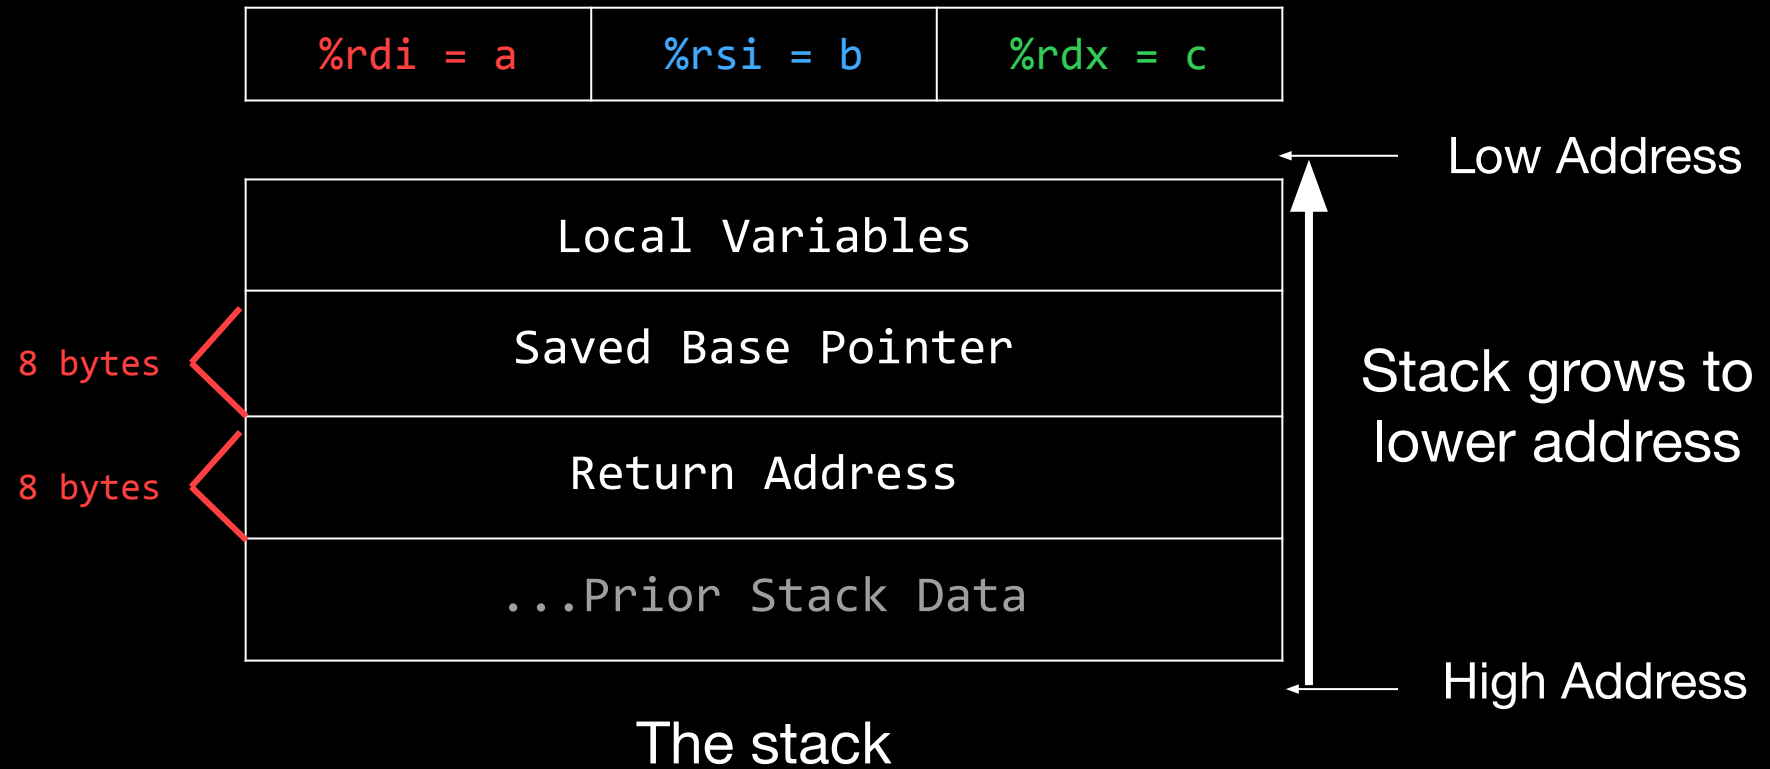 %rdi = a
%rsi = b
%rdx = c
Low Address
Local Variables
8 bytes
Saved Base Pointer
Stack grows to
lower address
8 bytes
Return Address
...Prior Stack Data
High Address
The stack